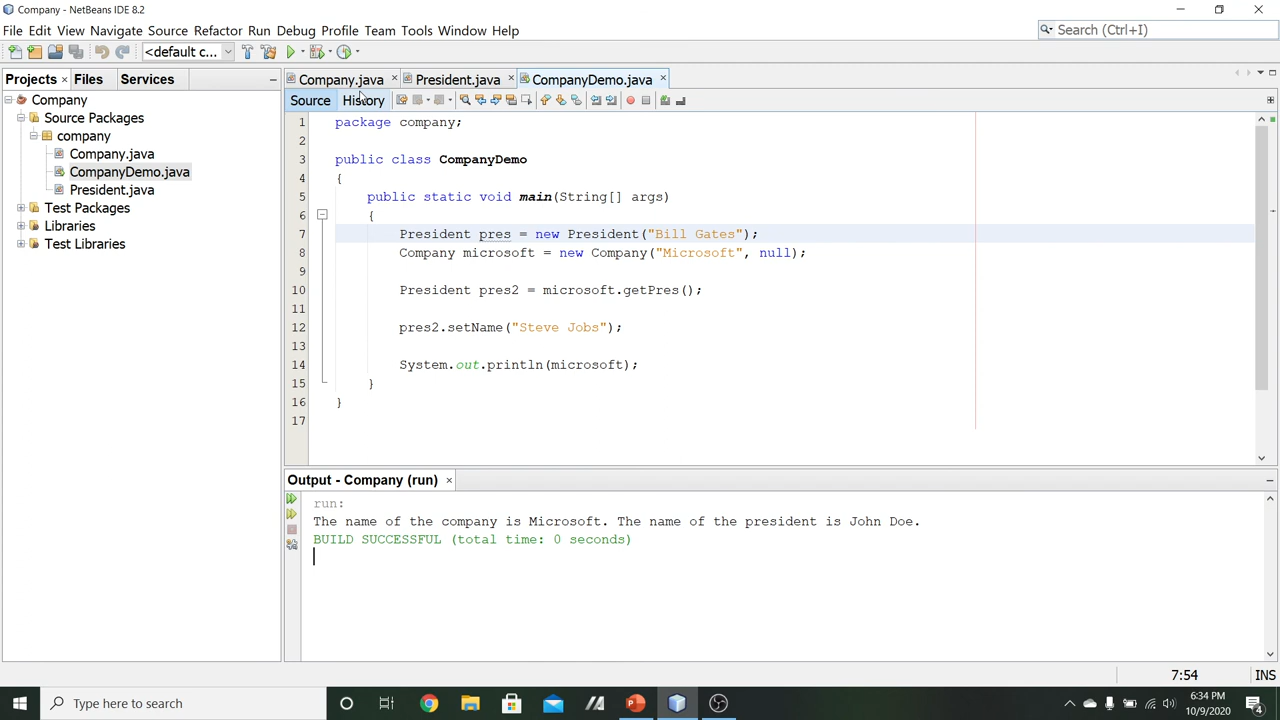 Company - NetBeans IDE 8.2
File Edit View Navigate Source Refactor Run Debug Profile Team Tools Window Help
Search (Ctrl+I)
<default c...
Projects Files Services
Company
Source Packages
company
Company.java
CompanyDemo.java
President.java
Test Packages
Libraries
Test Libraries
Company.java President.java CompanyDemo.java
Source History
1 package company;
2
3 public class CompanyDemo
4 {
5 public static void main(String[] args)
6 {
7 President pres = new President("Bill Gates");
8 Company microsoft = new Company("Microsoft", null);
9
10 President pres2 = microsoft.getPres();
11
12 pres2.setName("Steve Jobs");
13
14 System.out.println(microsoft);
15 }
16 }
17
Output - Company (run)
run:
The name of the company is Microsoft. The name of the president is John Doe.
BUILD SUCCESSFUL (total time: 0 seconds)
7:54 INS
Type here to search
6:34 PM
10/9/2020
4